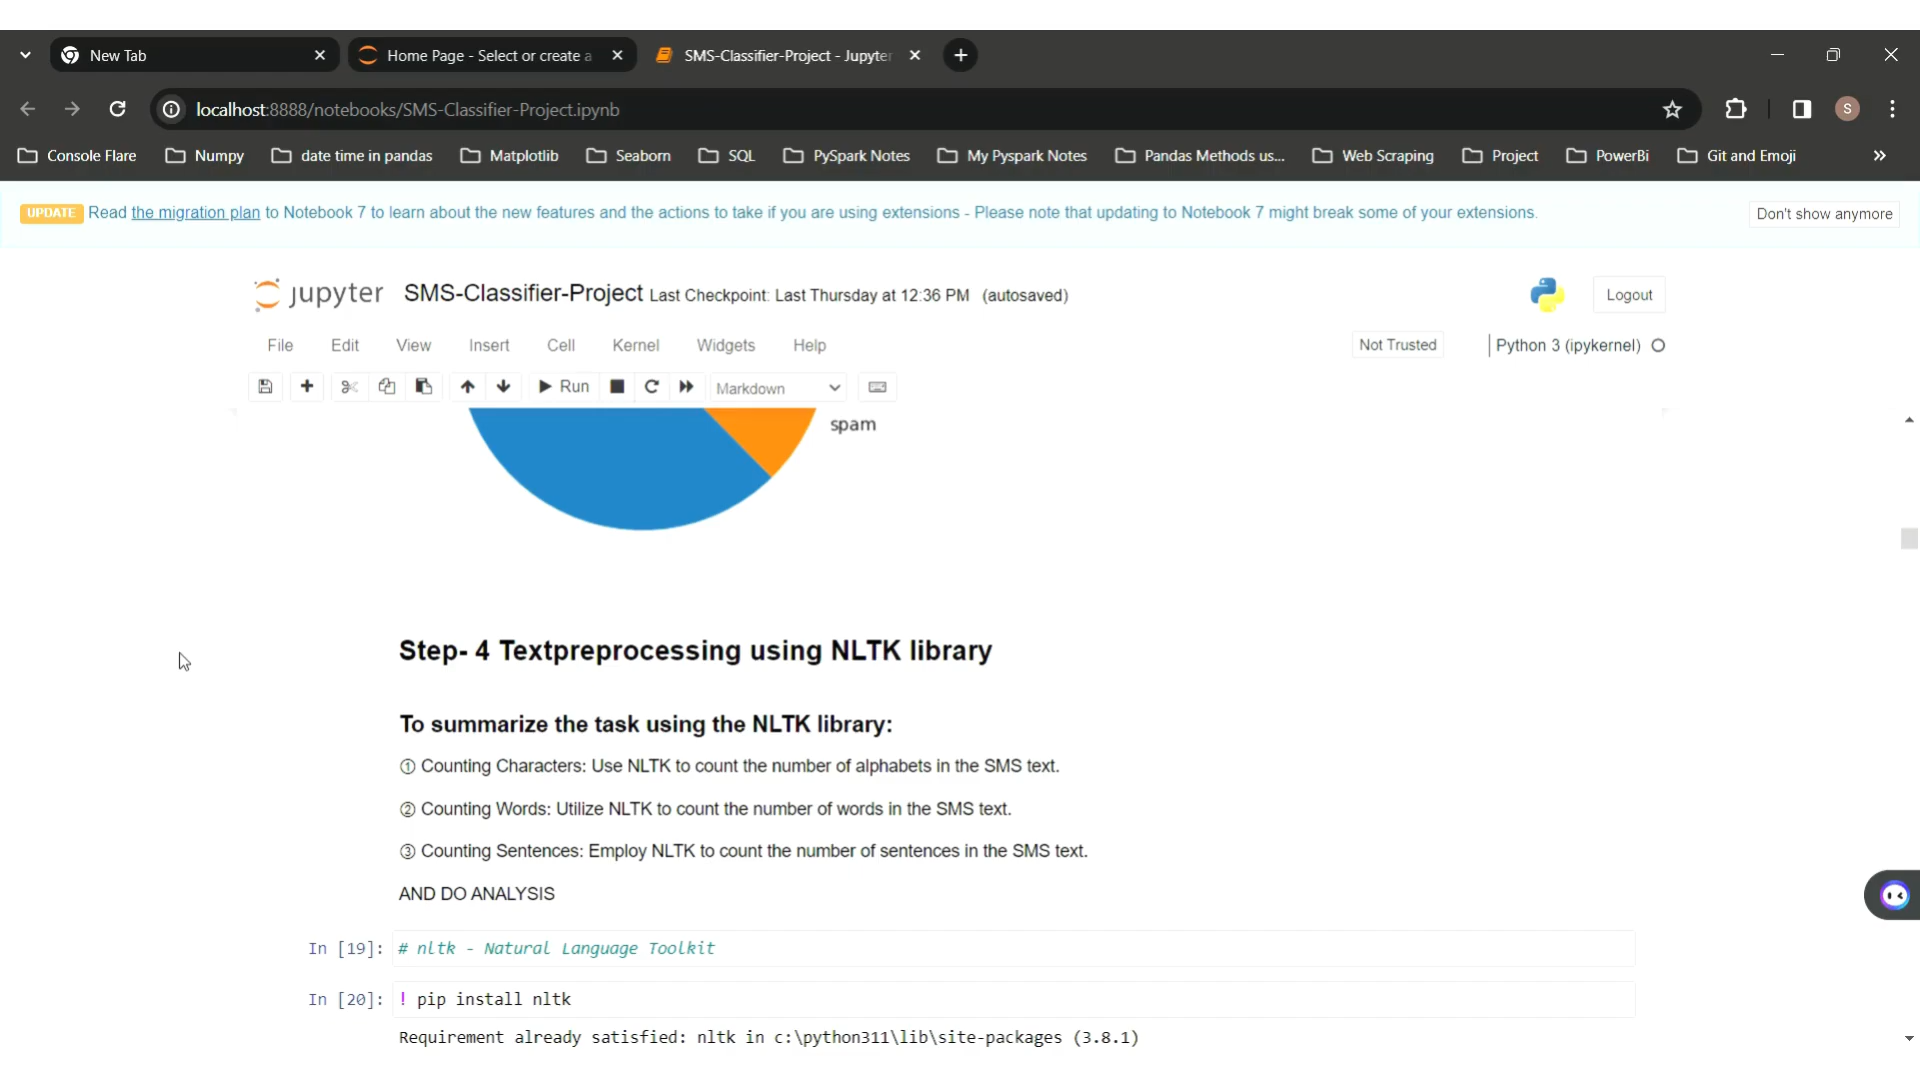 New Tab
Home Page - Select or create a
SMS-Classifier-Project - Jupyter
localhost:8888/notebooks/SMS-Classifier-Project.ipynb
S
Console Flare
Numpy
date time in pandas
Matplotlib
Seaborn
SQL
PySpark Notes
My Pyspark Notes
Pandas Methods us...
Web Scraping
Project
PowerBi
Git and Emoji
UPDATE Read the migration plan to Notebook 7 to learn about the new features and the actions to take if you are using extensions - Please note that updating to Notebook 7 might break some of your extensions.
Don't show anymore
jupyter SMS-Classifier-Project Last Checkpoint: Last Thursday at 12:36 PM (autosaved)
Logout
File Edit View Insert Cell Kernel Widgets Help
Not Trusted
Python 3 (ipykernel)
Run
Markdown
spam
Step- 4 Textpreprocessing using NLTK library
To summarize the task using the NLTK library:
① Counting Characters: Use NLTK to count the number of alphabets in the SMS text.
② Counting Words: Utilize NLTK to count the number of words in the SMS text.
③ Counting Sentences: Employ NLTK to count the number of sentences in the SMS text.
AND DO ANALYSIS
In [19]: # nltk - Natural Language Toolkit
In [20]: ! pip install nltk
Requirement already satisfied: nltk in c:\python311\lib\site-packages (3.8.1)